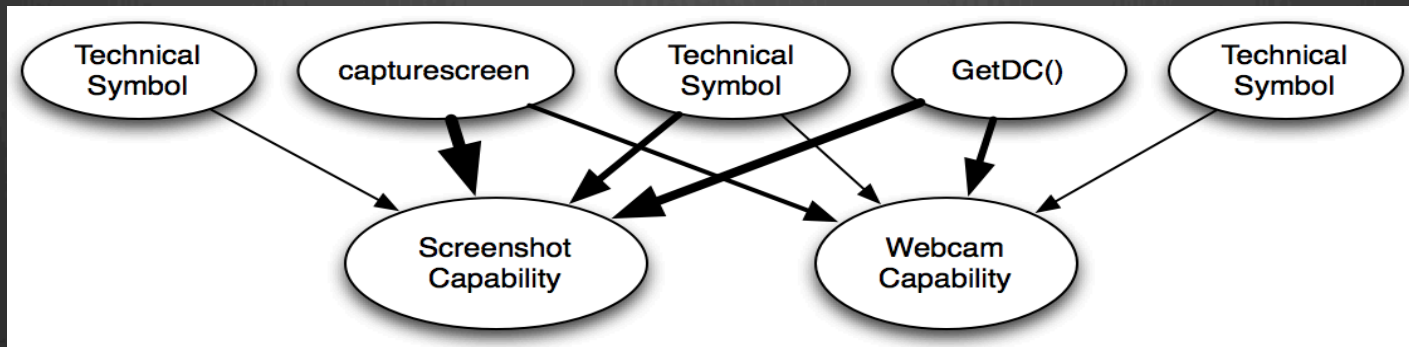 Technical
Symbol
capturescreen
Technical
Symbol
GetDC()
Technical
Symbol
Screenshot
Capability
Webcam
Capability